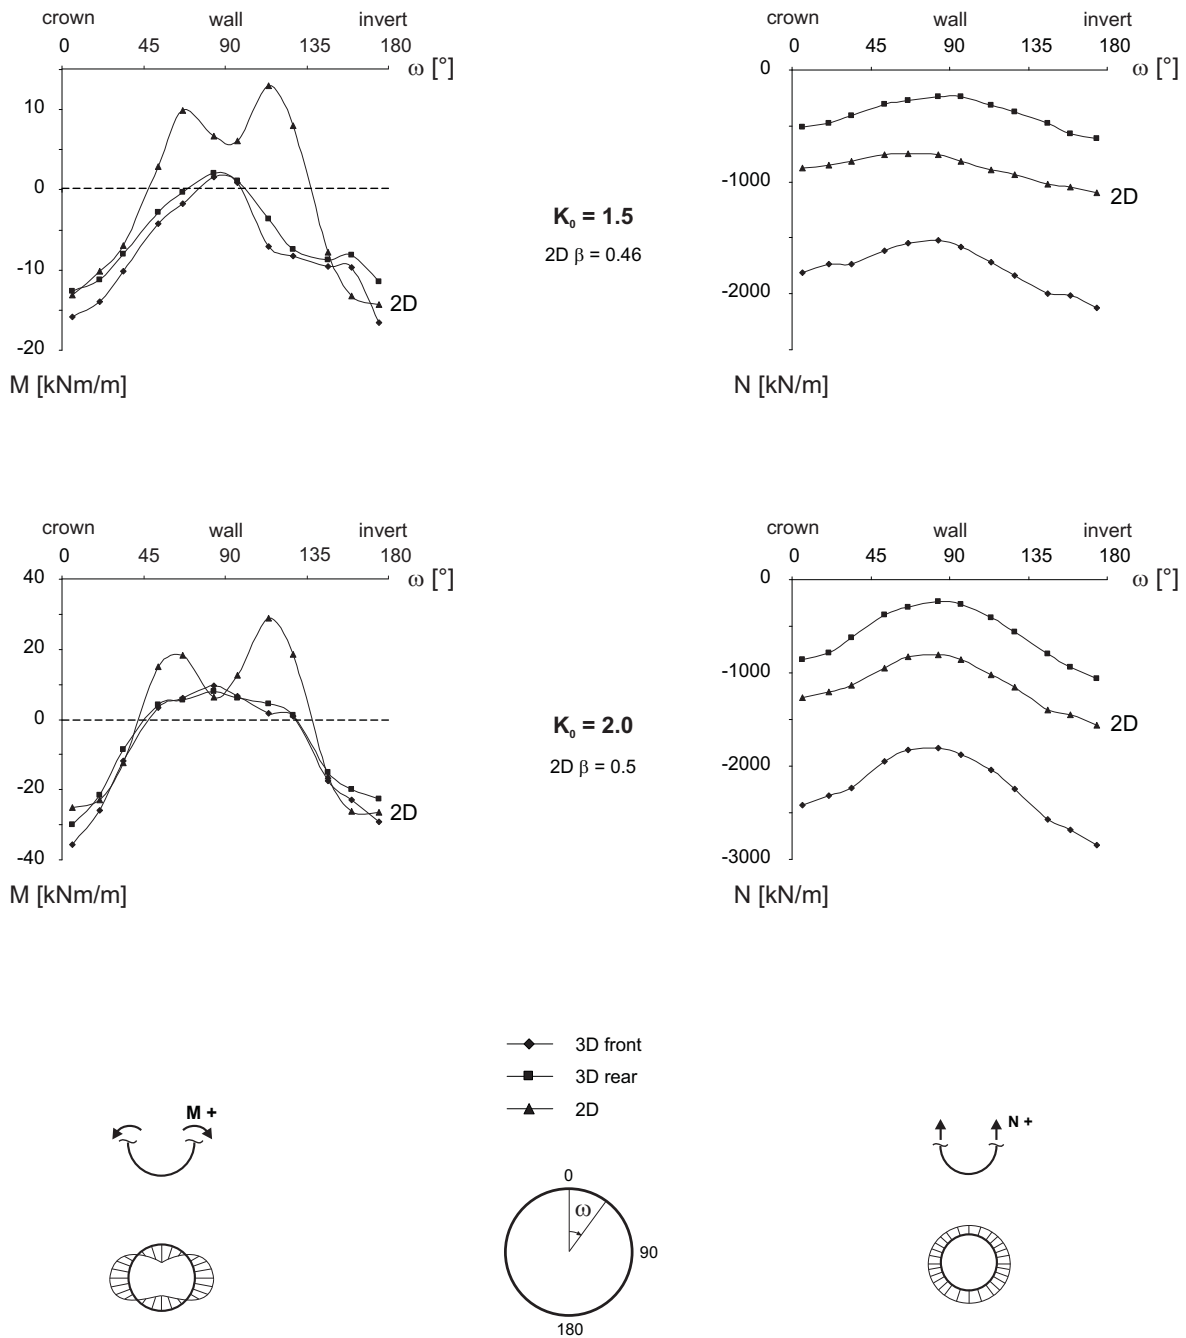 crown wall invert
0 45 90 135 180
ω [°]
10
0
-10
-20
2D
M [kNm/m]
K₀ = 1.5
2D β = 0.46
crown wall invert
0 45 90 135 180
0
ω [°]
-1000
2D
-2000
N [kN/m]
crown wall invert
0 45 90 135 180
40
ω [°]
20
0
-20
2D
-40
M [kNm/m]
K₀ = 2.0
2D β = 0.5
crown wall invert
0 45 90 135 180
0
ω [°]
-1000
2D
-2000
-3000
N [kN/m]
3D front
3D rear
2D
M +
N +
0
ω
90
180